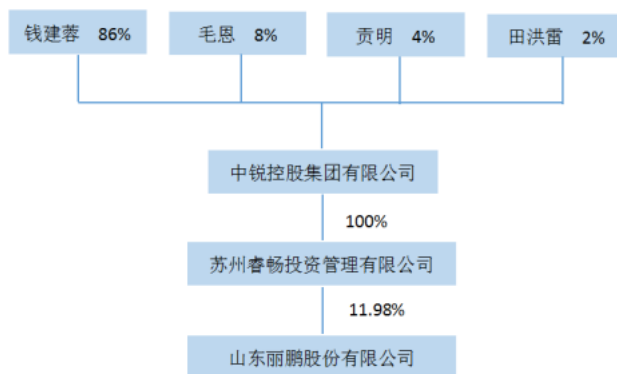 钱建蓉 86%
毛恩 8%
贡明 4%
田洪雷 2%
中锐控股集团有限公司
100%
苏州睿畅投资管理有限公司
11.98%
山东丽鹏股份有限公司